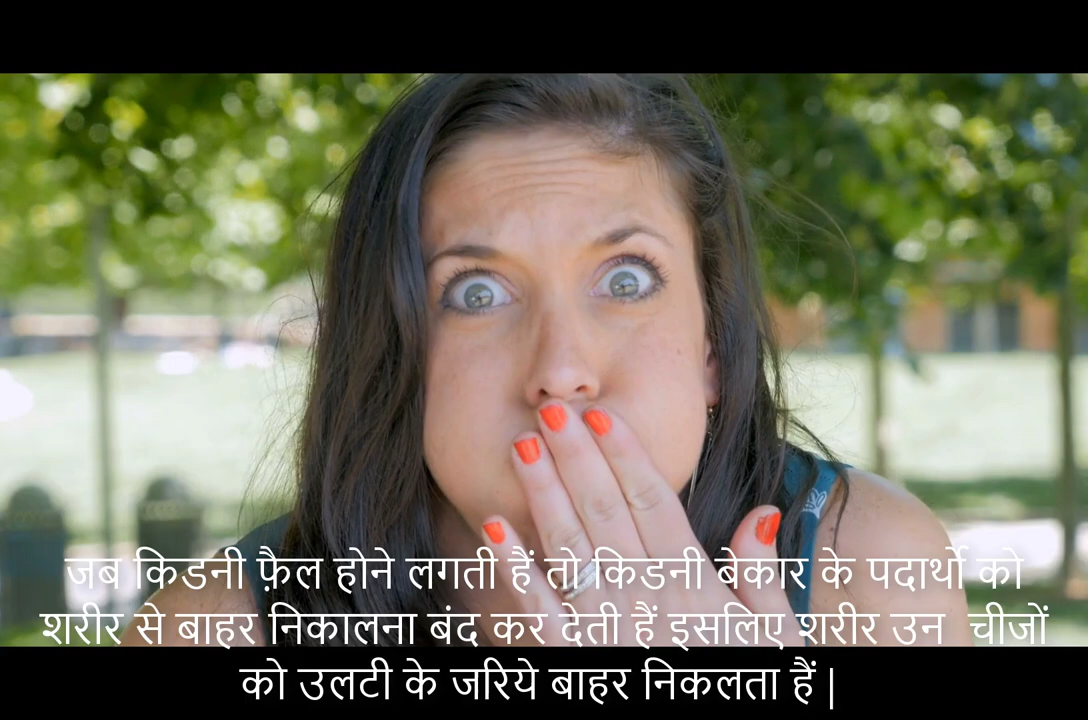 जब किडनी फ़ैल होने लगती हैं तो किडनी बेकार के पदार्थो को
शरीर से बाहर निकालना बंद कर देती हैं इसलिए शरीर उन  चीजों
को उलटी के जरिये बाहर निकलता हैं |